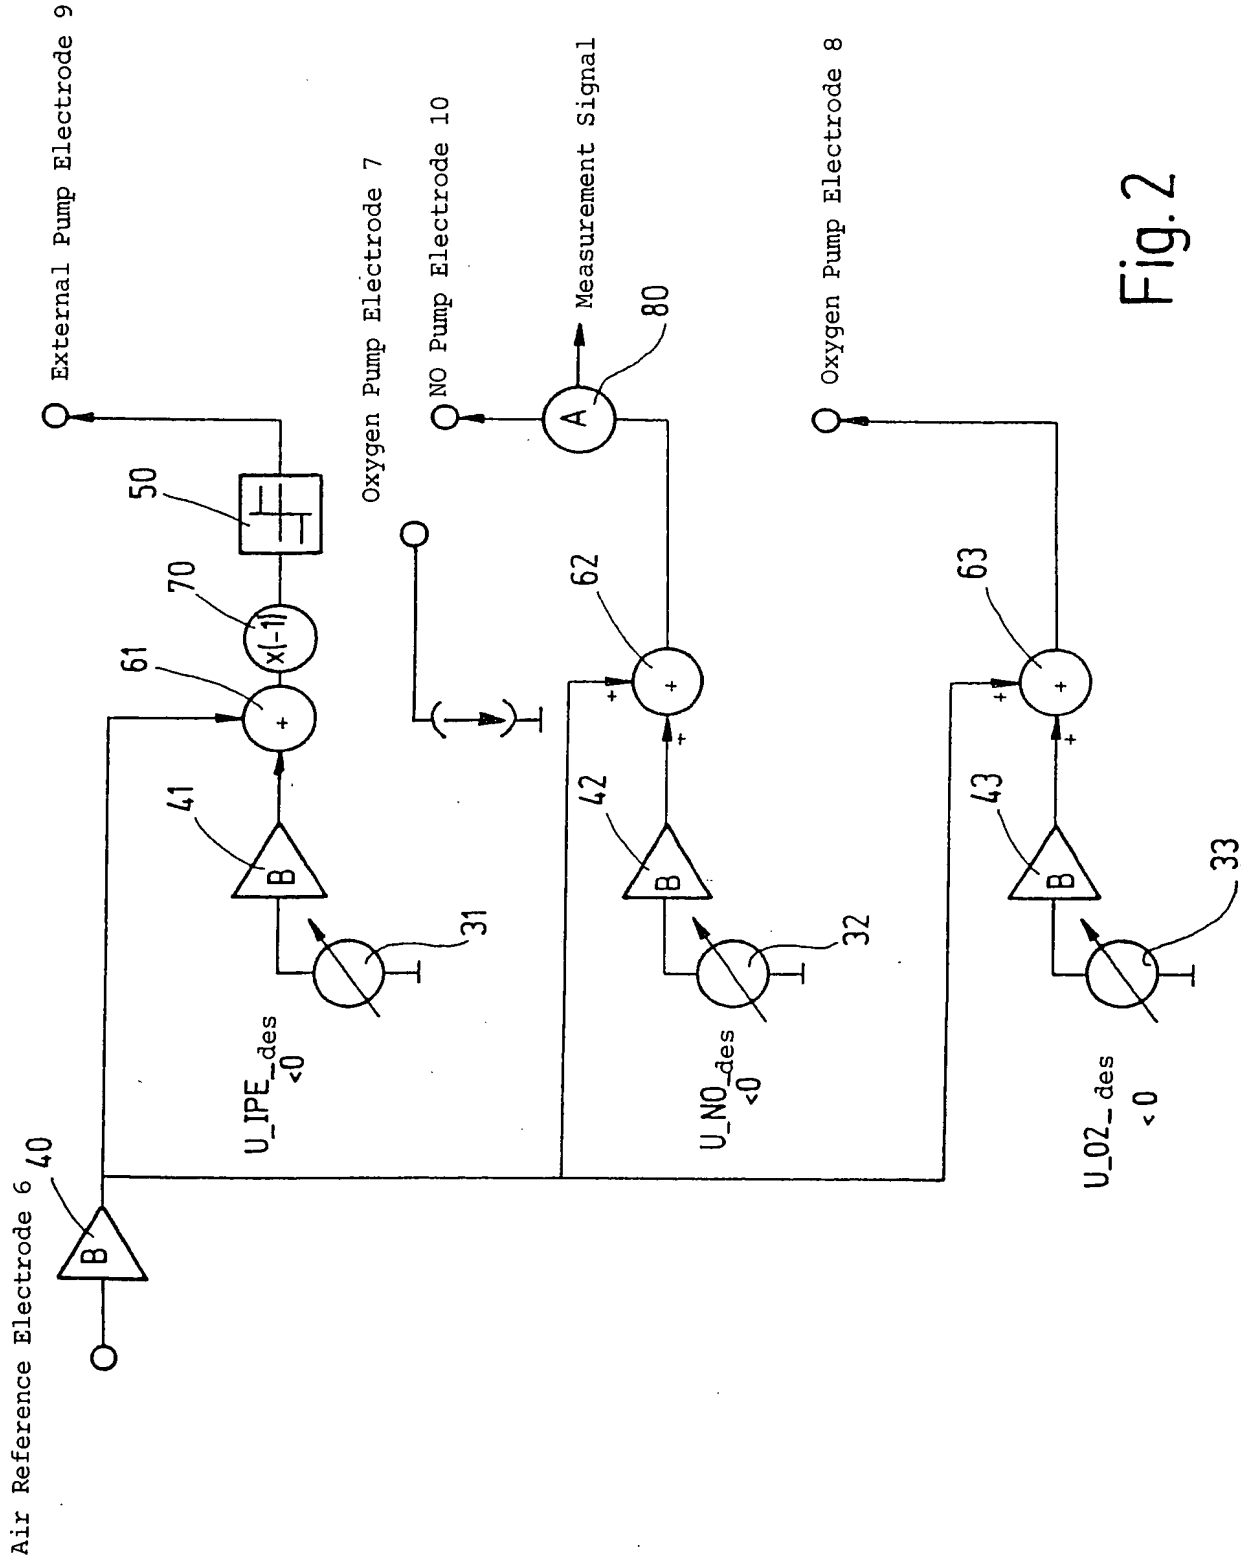 Air Reference Electrode 6
B
40
External Pump Electrode 9
50
70
x(-1)
61
+
41
B
31
U_IPE_des
<0
Oxygen Pump Electrode 7
NO Pump Electrode 10
Measurement Signal
A
80
62
+
+
+
42
B
32
U_NO_des
<0
Oxygen Pump Electrode 8
63
+
+
+
43
B
33
U_O2_des
<0
Fig. 2